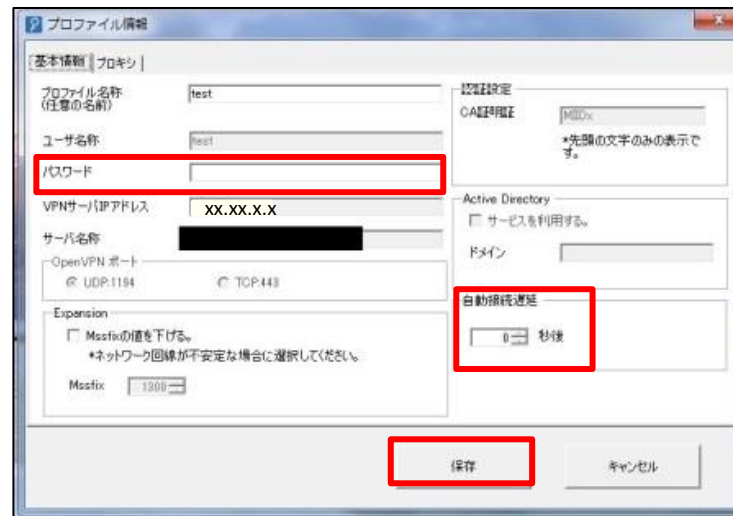 プロファイル情報
基本情報 プロキシ
プロファイル名称
(任意の名前)
test
ユーザ名称
test
パスワード
VPNサーバIPアドレス
XX.XX.X.X
サーバ名称
OpenVPN ポート
UDP:1194
TCP:443
Expansion
Mssfixの値を下げる。
*ネットワーク回線が不安定な場合に選択してください。
Mssfix
1300
認証設定
CA証明証
MIDx
*先頭の文字のみの表示で
す。
Active Directory
サービスを利用する。
ドメイン
自動接続遅延
0 秒後
保存
キャンセル